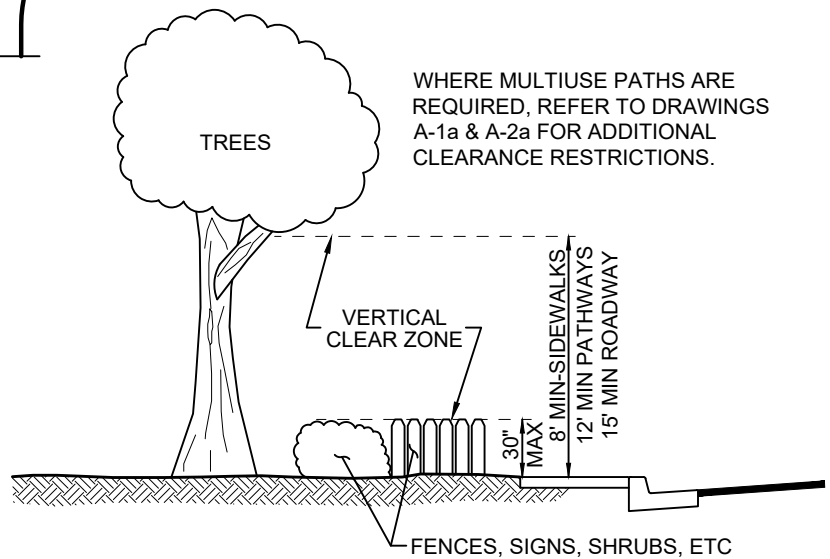 WHERE MULTIUSE PATHS ARE
REQUIRED, REFER TO DRAWINGS
A-1a & A-2a FOR ADDITIONAL
CLEARANCE RESTRICTIONS.
TREES
VERTICAL
CLEAR ZONE
30"
MAX
8' MIN-SIDEWALKS
12' MIN PATHWAYS
15' MIN ROADWAY
FENCES, SIGNS, SHRUBS, ETC